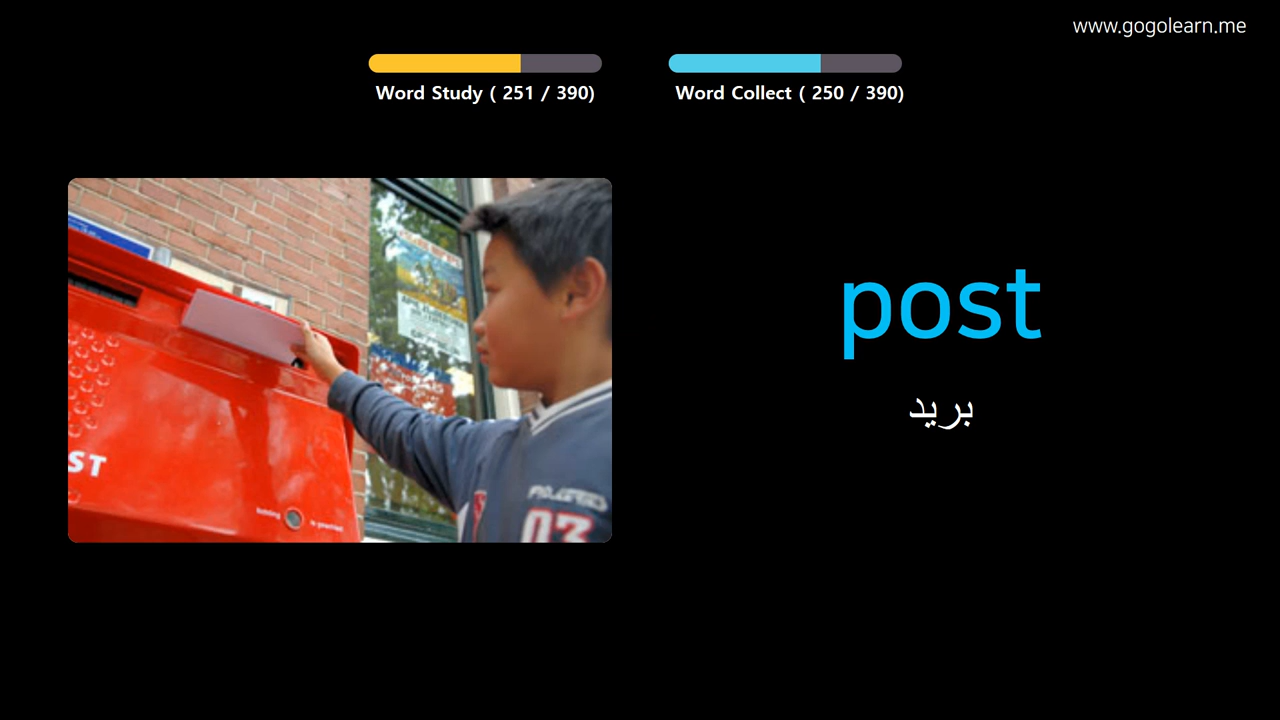 www.gogolearn.me
Word Study ( 251 / 390)
Word Collect ( 250 / 390)
post
بريد
ST
03